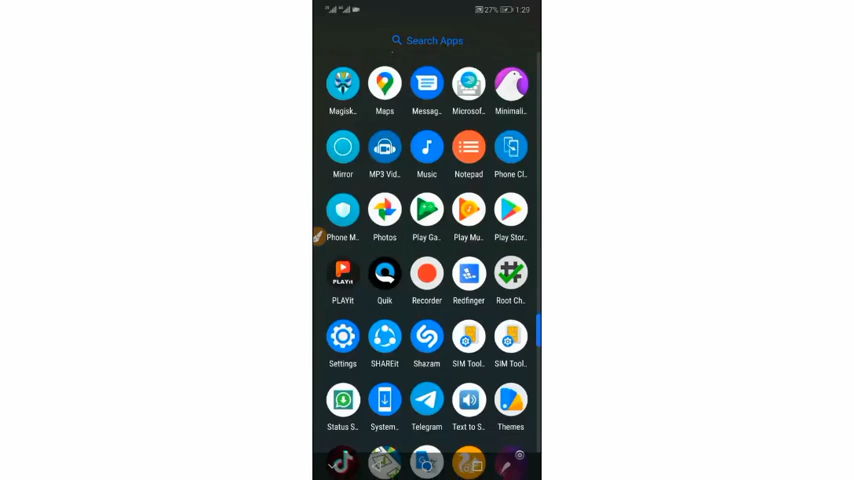 27% 1:29
Search Apps
Magisk.. Maps Messag.. Microsof.. Minimali..
Mirror MP3 Vid.. Music Notepad Phone Cl..
Phone M.. Photos Play Ga.. Play Mu.. Play Stor..
PLAYit
PLAYit Quik Recorder Redfinger Root Ch..
Settings SHAREit Shazam SIM Tool.. SIM Tool..
Status S.. System.. Telegram Text to S.. Themes